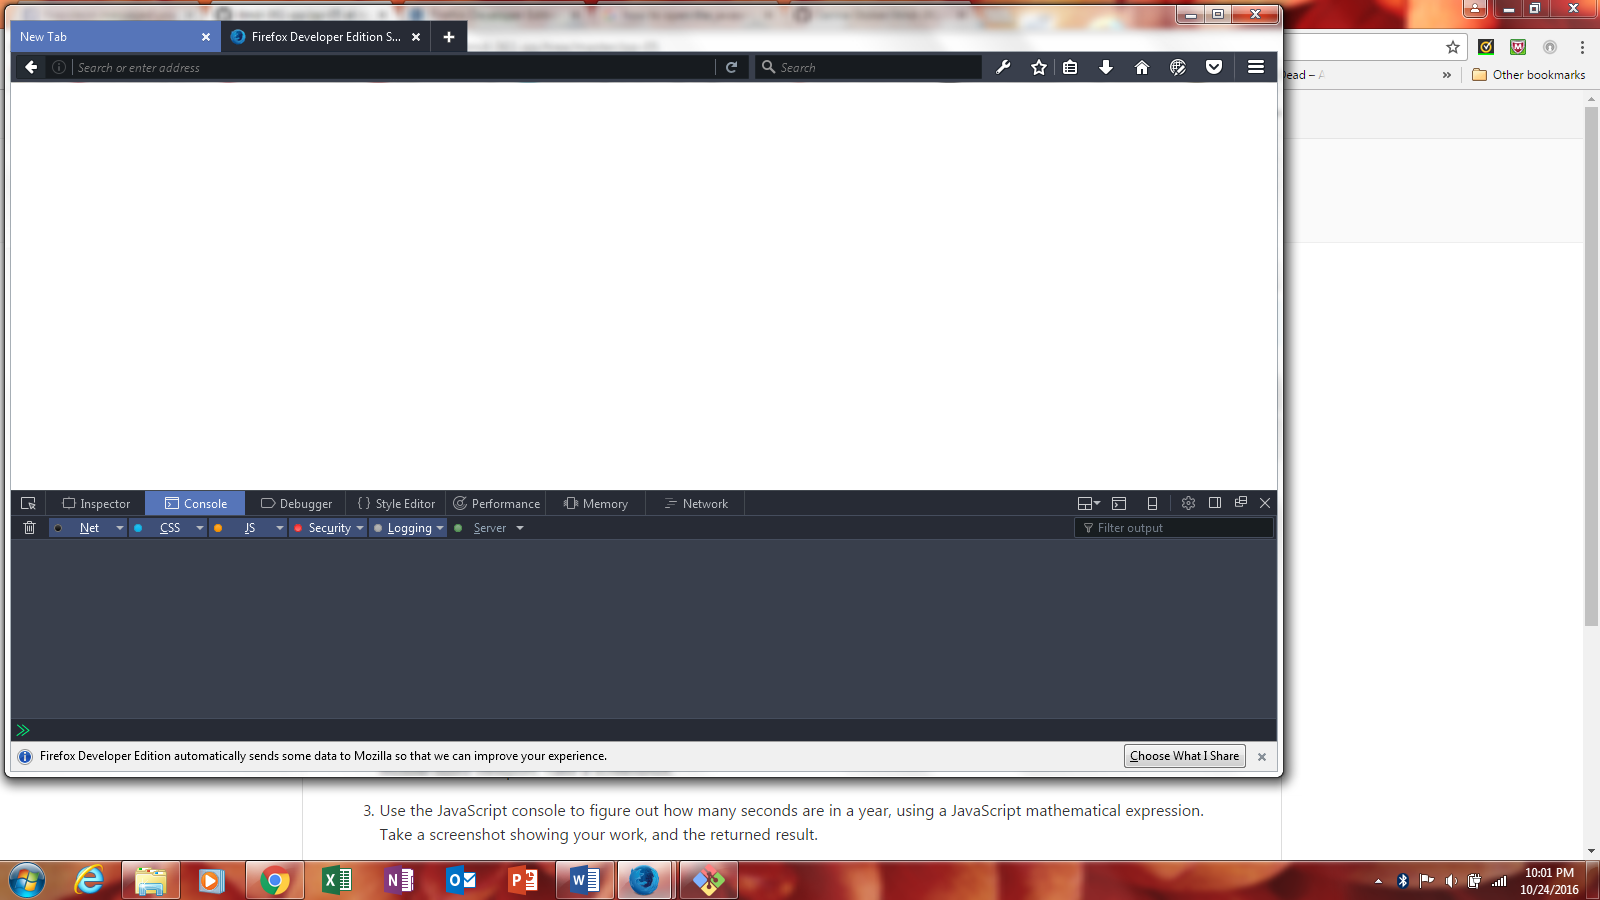 New Tab
Firefox Developer Edition S...
Search or enter address
Search
Dead – A
Other bookmarks
Inspector
Console
Debugger
Style Editor
Performance
Memory
Network
Net
CSS
JS
Security
Logging
Server
Filter output
Firefox Developer Edition automatically sends some data to Mozilla so that we can improve your experience.
Choose What I Share
3. Use the JavaScript console to figure out how many seconds are in a year, using a JavaScript mathematical expression.
Take a screenshot showing your work, and the returned result.
10:01 PM
10/24/2016